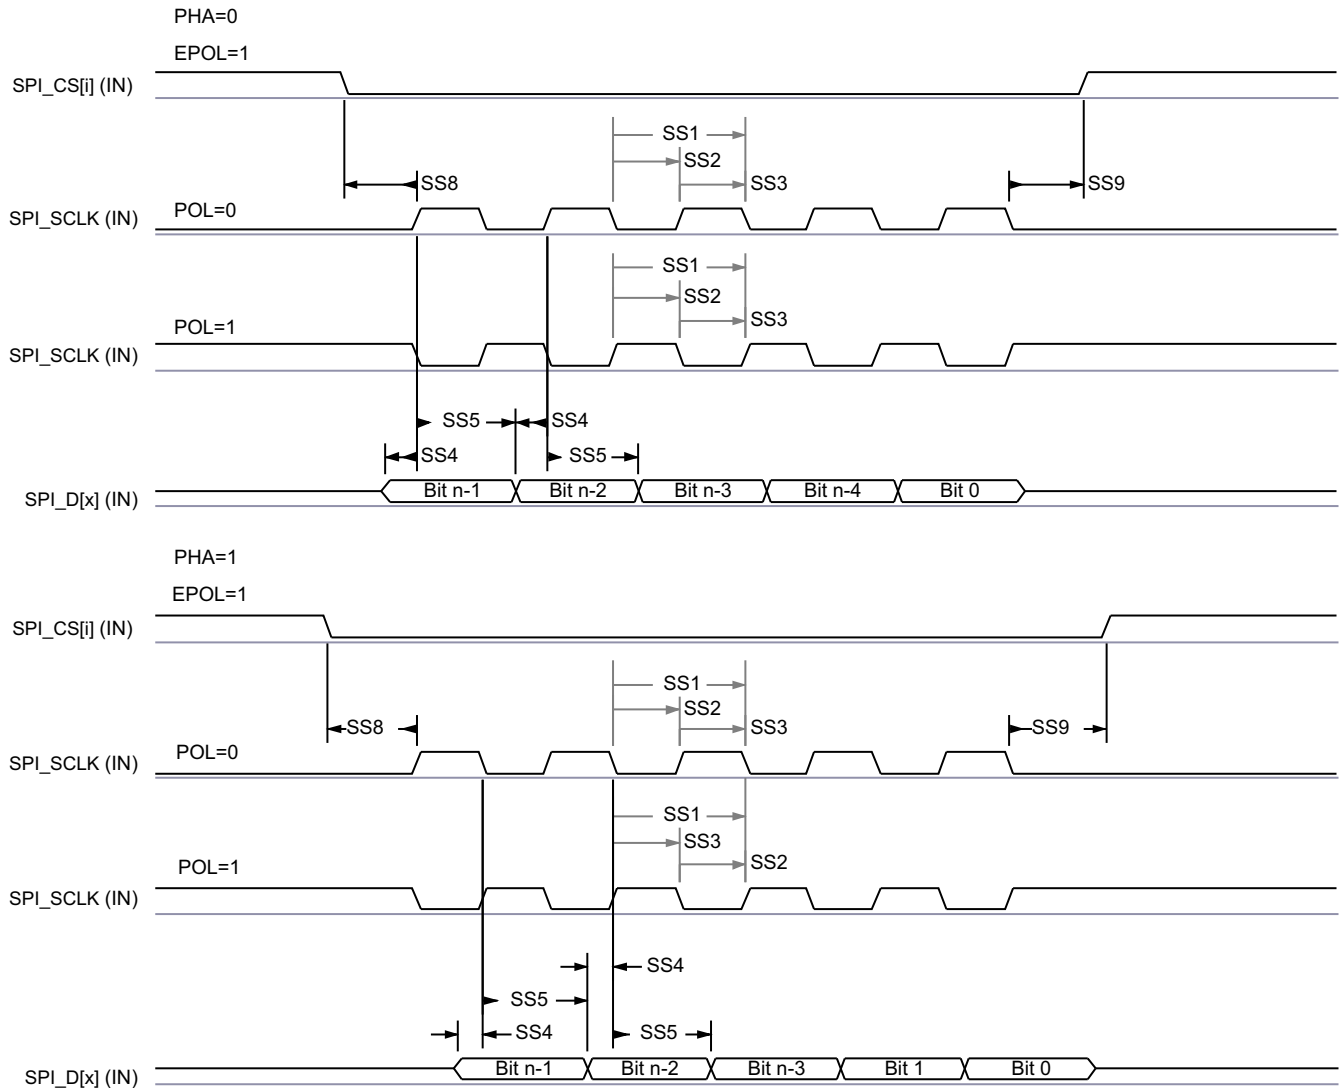 PHA=0
EPOL=1
SPI_CS[i] (IN)
SS1
SS2
SS8
SS3
SS9
POL=0
SPI_SCLK (IN)
SS1
SS2
SS3
POL=1
SPI_SCLK (IN)
SS5
SS4
SS4
SS5
Bit n-1
Bit n-2
Bit n-3
Bit n-4
Bit 0
SPI_D[x] (IN)
PHA=1
EPOL=1
SPI_CS[i] (IN)
SS1
SS2
SS8
SS3
SS9
POL=0
SPI_SCLK (IN)
SS1
SS3
SS2
POL=1
SPI_SCLK (IN)
SS4
SS5
SS4
SS5
Bit n-1
Bit n-2
Bit n-3
Bit 1
Bit 0
SPI_D[x] (IN)